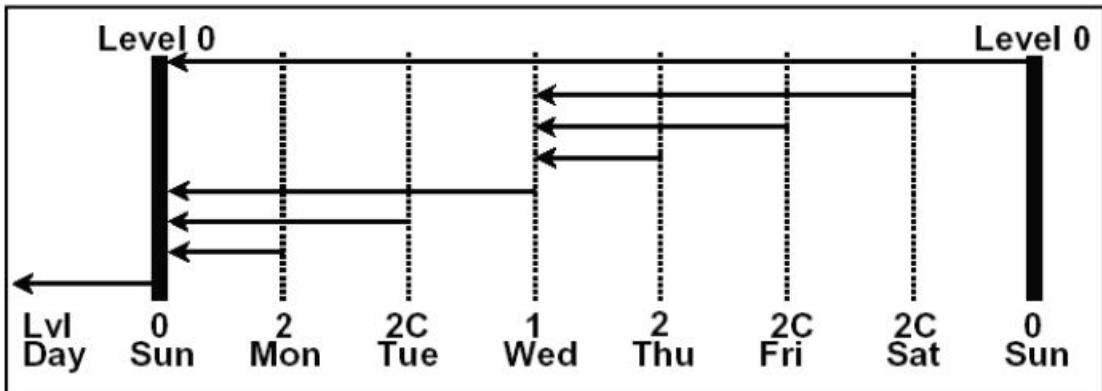 Level 0 Level 0
Lvl 0 2 2C 1 2 2C 2C 0
Day Sun Mon Tue Wed Thu Fri Sat Sun